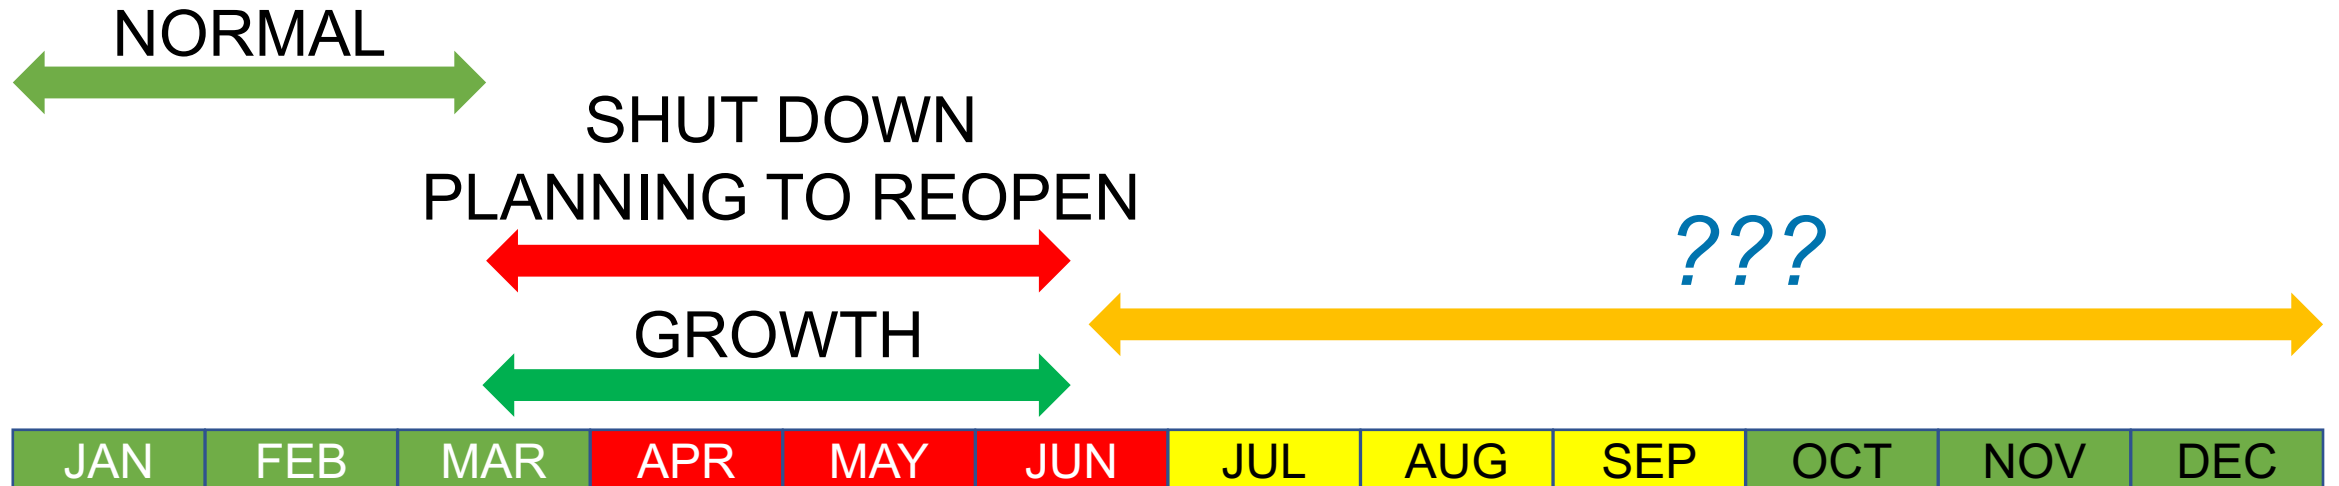 NORMAL
SHUT DOWN
PLANNING TO REOPEN
???
GROWTH
JAN FEB MAR APR MAY JUN JUL AUG SEP OCT NOV DEC